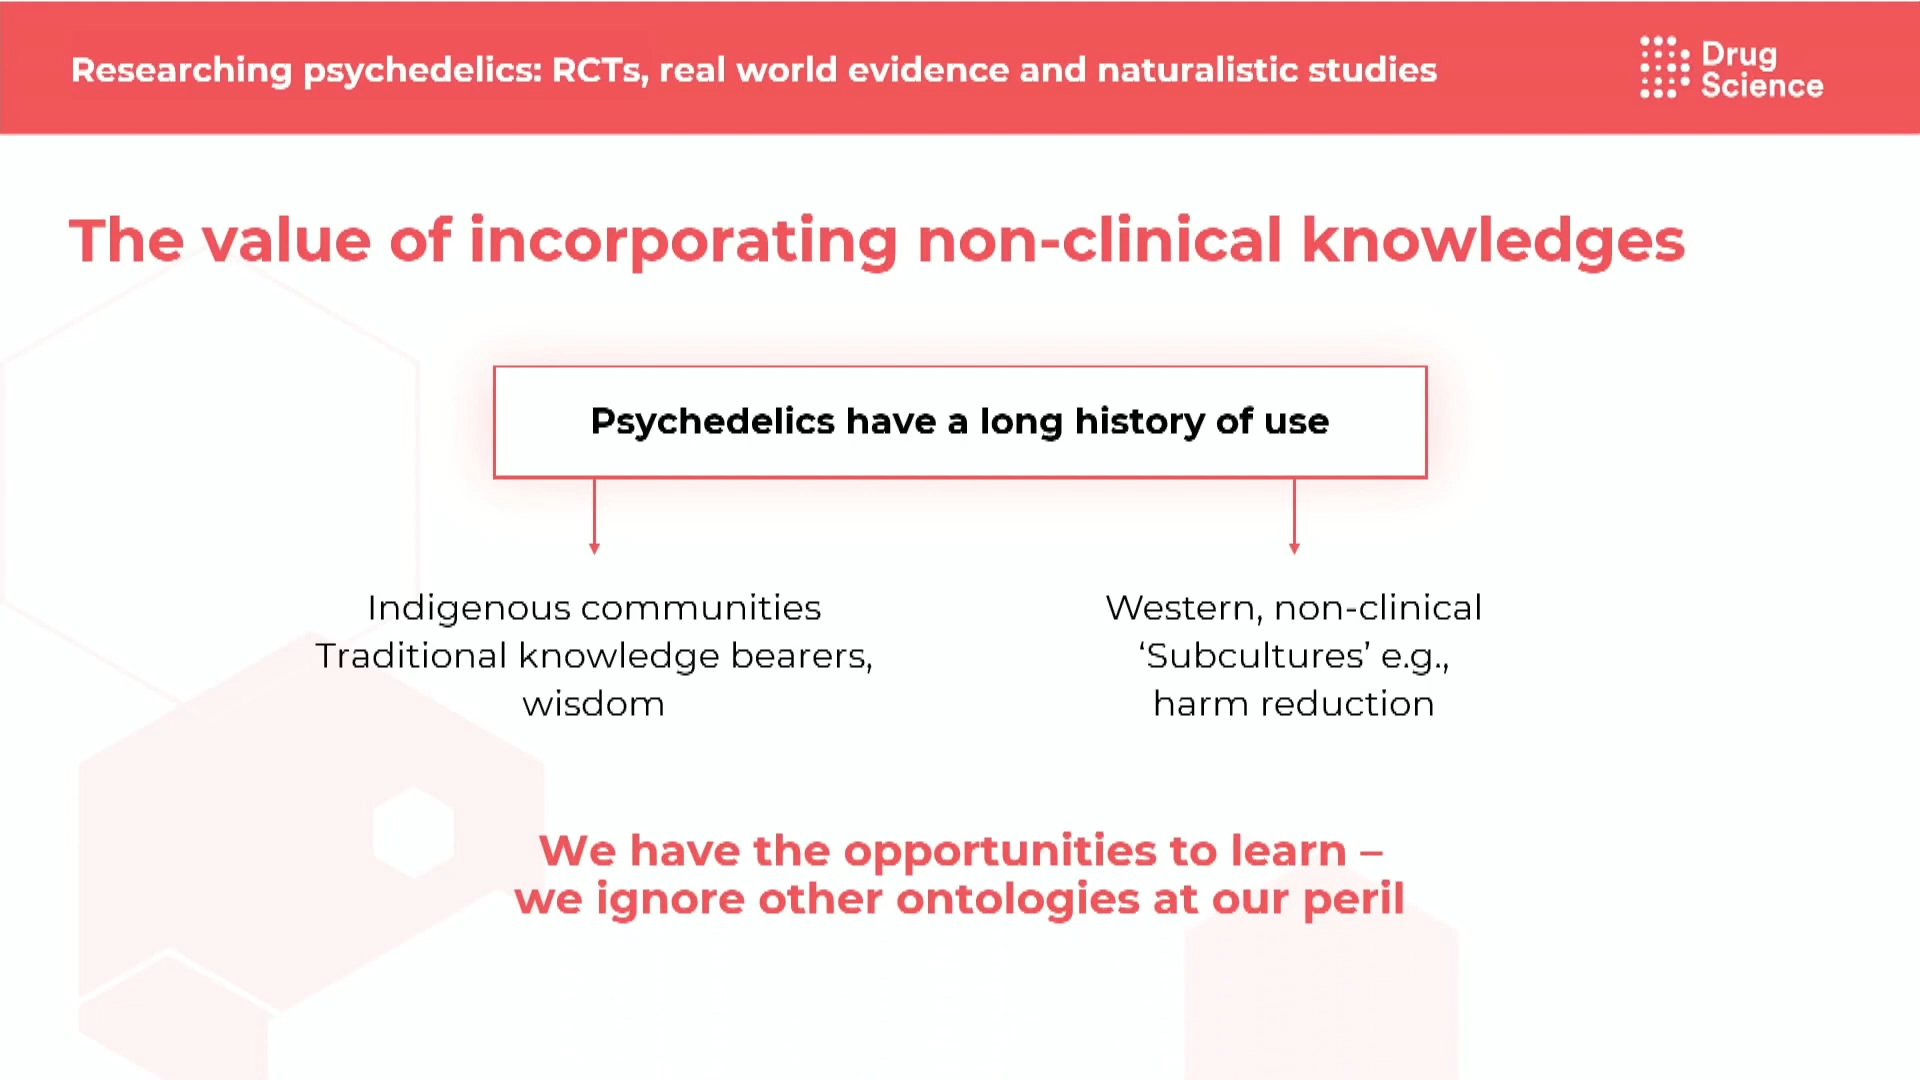 Researching psychedelics: RCTs, real world evidence and naturalistic studies
Drug
Science
The value of incorporating non-clinical knowledges
Psychedelics have a long history of use
Indigenous communities
Traditional knowledge bearers,
wisdom
Western, non-clinical
‘Subcultures’ e.g.,
harm reduction
We have the opportunities to learn –
we ignore other ontologies at our peril